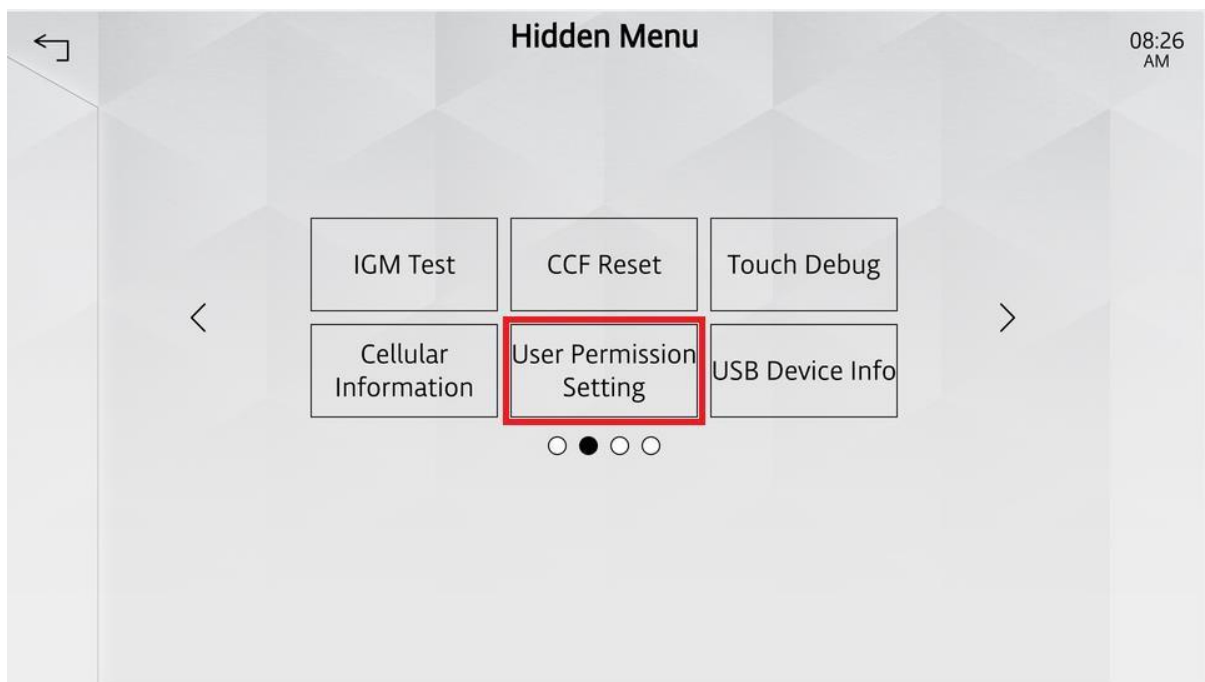 Hidden Menu
08:26
AM
IGM Test
CCF Reset
Touch Debug
Cellular
Information
User Permission
Setting
USB Device Info